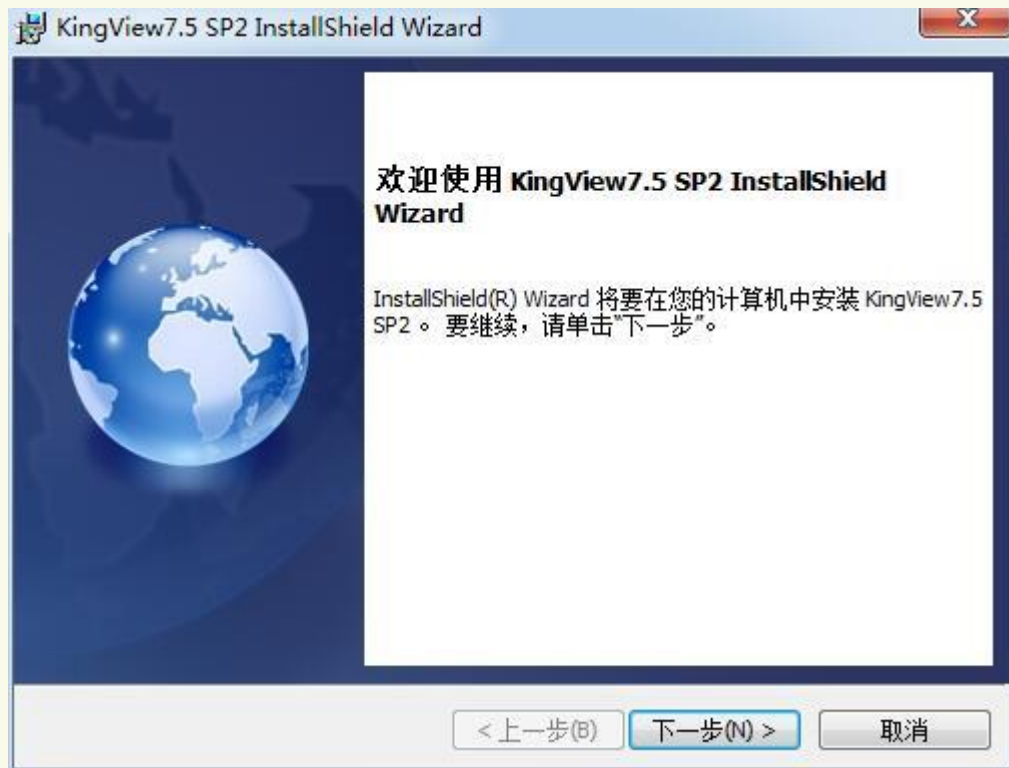 KingView7.5 SP2 InstallShield Wizard
X
欢迎使用 KingView7.5 SP2 InstallShield
Wizard
InstallShield(R) Wizard 将要在您的计算机中安装 KingView7.5
SP2 。 要继续，请单击“下一步”。
< 上一步(B)
下一步(N) >
取消